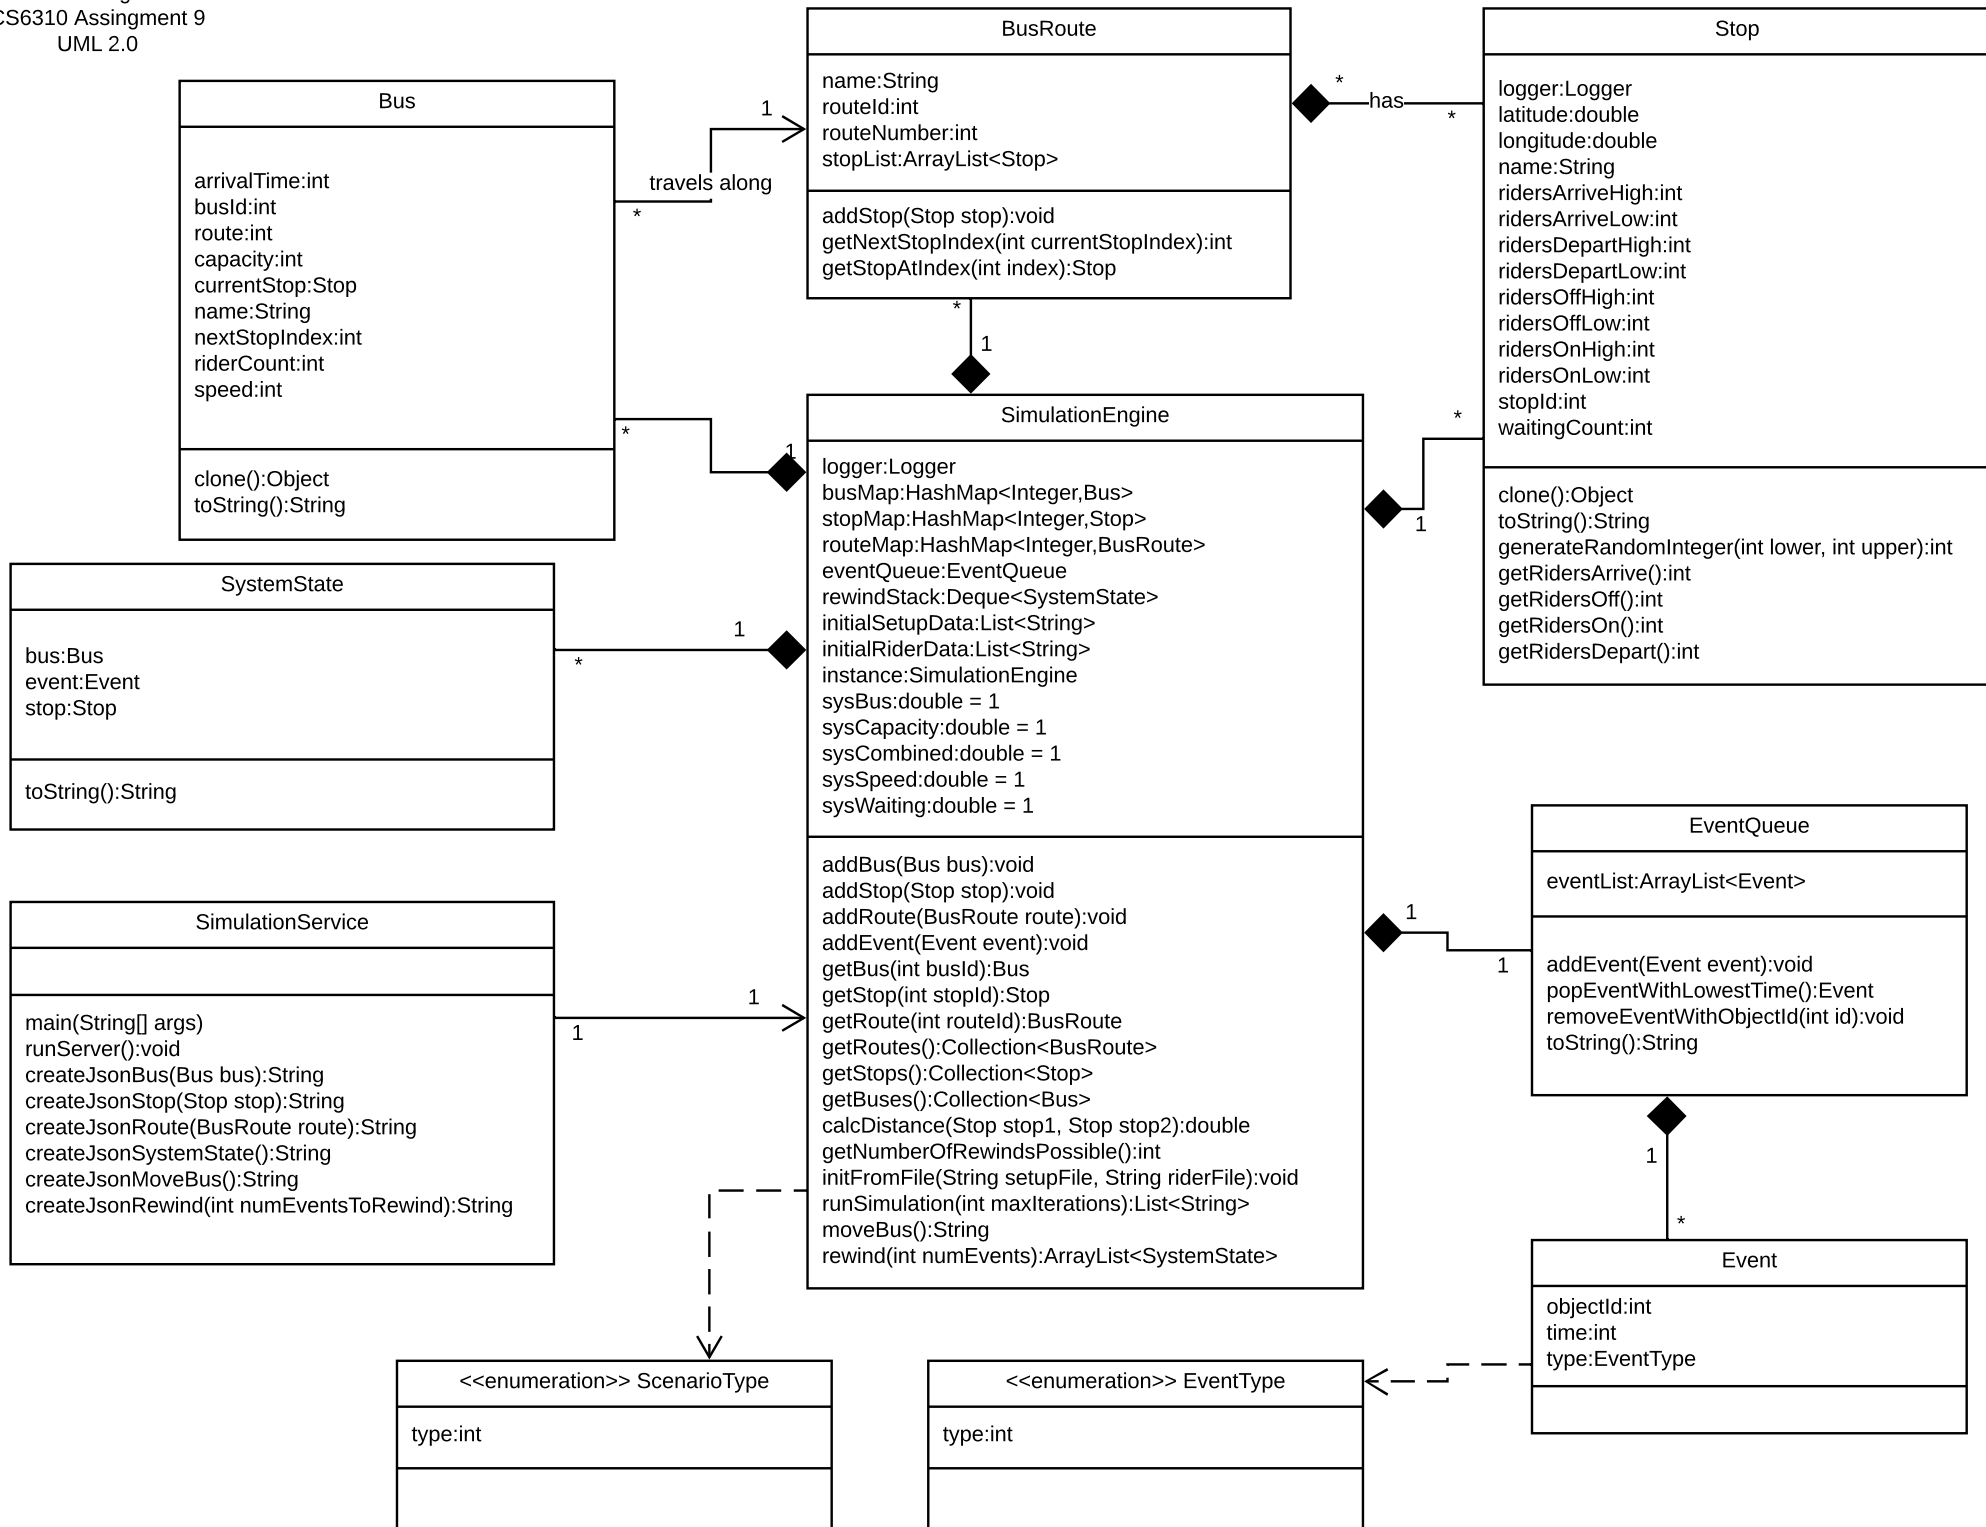 CS6310 Assingment 9
UML 2.0
Bus
arrivalTime:int
busId:int
route:int
capacity:int
currentStop:Stop
name:String
nextStopIndex:int
riderCount:int
speed:int
clone():Object
toString():String
1
travels along
*
BusRoute
name:String
routeId:int
routeNumber:int
stopList:ArrayList<Stop>
addStop(Stop stop):void
getNextStopIndex(int currentStopIndex):int
getStopAtIndex(int index):Stop
*
has
*
Stop
logger:Logger
latitude:double
longitude:double
name:String
ridersArriveHigh:int
ridersArriveLow:int
ridersDepartHigh:int
ridersDepartLow:int
ridersOffHigh:int
ridersOffLow:int
ridersOnHigh:int
ridersOnLow:int
stopId:int
waitingCount:int
clone():Object
toString():String
generateRandomInteger(int lower, int upper):int
getRidersArrive():int
getRidersOff():int
getRidersOn():int
getRidersDepart():int
*
1
*
1
*
1
SimulationEngine
logger:Logger
busMap:HashMap<Integer,Bus>
stopMap:HashMap<Integer,Stop>
routeMap:HashMap<Integer,BusRoute>
eventQueue:EventQueue
rewindStack:Deque<SystemState>
initialSetupData:List<String>
initialRiderData:List<String>
instance:SimulationEngine
sysBus:double = 1
sysCapacity:double = 1
sysCombined:double = 1
sysSpeed:double = 1
sysWaiting:double = 1
addBus(Bus bus):void
addStop(Stop stop):void
addRoute(BusRoute route):void
addEvent(Event event):void
getBus(int busId):Bus
getStop(int stopId):Stop
getRoute(int routeId):BusRoute
getRoutes():Collection<BusRoute>
getStops():Collection<Stop>
getBuses():Collection<Bus>
calcDistance(Stop stop1, Stop stop2):double
getNumberOfRewindsPossible():int
initFromFile(String setupFile, String riderFile):void
runSimulation(int maxIterations):List<String>
moveBus():String
rewind(int numEvents):ArrayList<SystemState>
SystemState
bus:Bus
event:Event
stop:Stop
toString():String
1
*
SimulationService
main(String[] args)
runServer():void
createJsonBus(Bus bus):String
createJsonStop(Stop stop):String
createJsonRoute(BusRoute route):String
createJsonSystemState():String
createJsonMoveBus():String
createJsonRewind(int numEventsToRewind):String
1
1
EventQueue
eventList:ArrayList<Event>
addEvent(Event event):void
popEventWithLowestTime():Event
removeEventWithObjectId(int id):void
toString():String
1
1
1
*
Event
objectId:int
time:int
type:EventType
<<enumeration>> ScenarioType
type:int
<<enumeration>> EventType
type:int